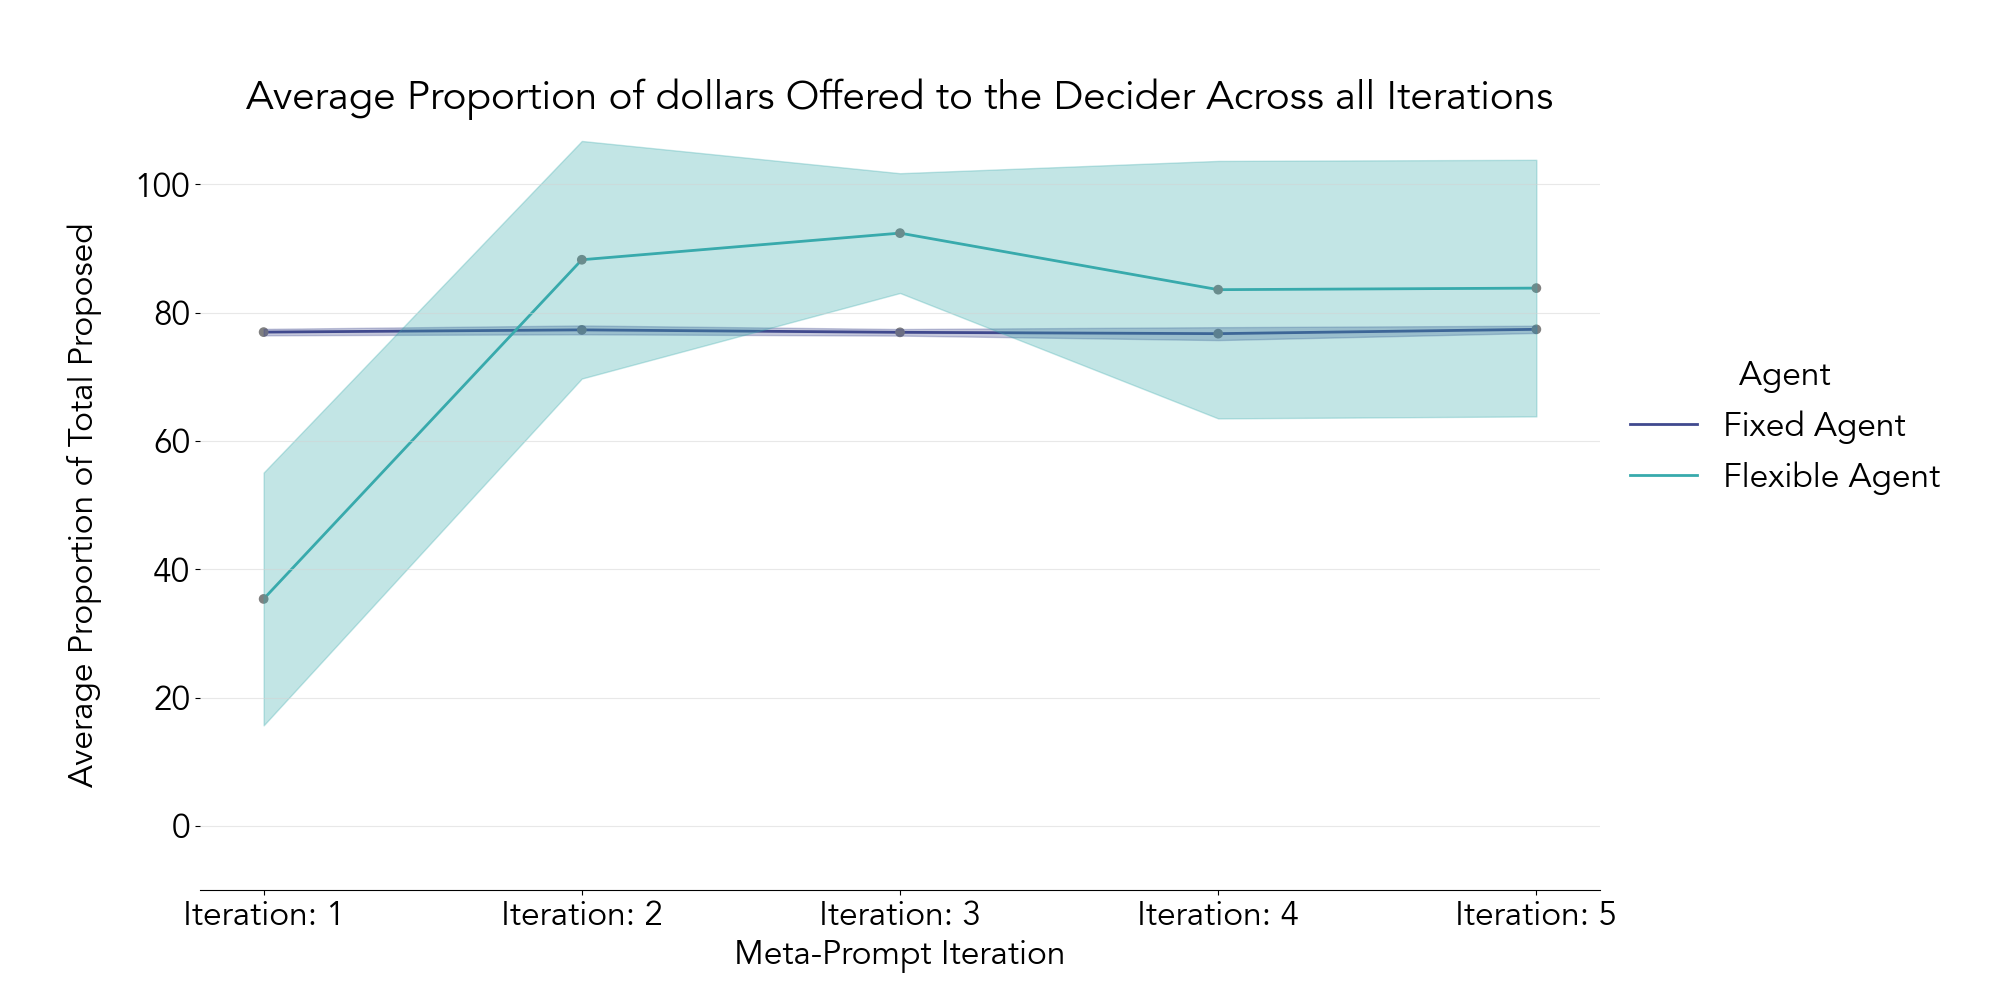 Average Proportion of dollars Offered to the Decider Across all Iterations
Average Proportion of Total Proposed
100
80
60
40
20
0
Iteration: 1
Iteration: 2
Iteration: 3
Iteration: 4
Iteration: 5
Meta-Prompt Iteration
Agent
Fixed Agent
Flexible Agent